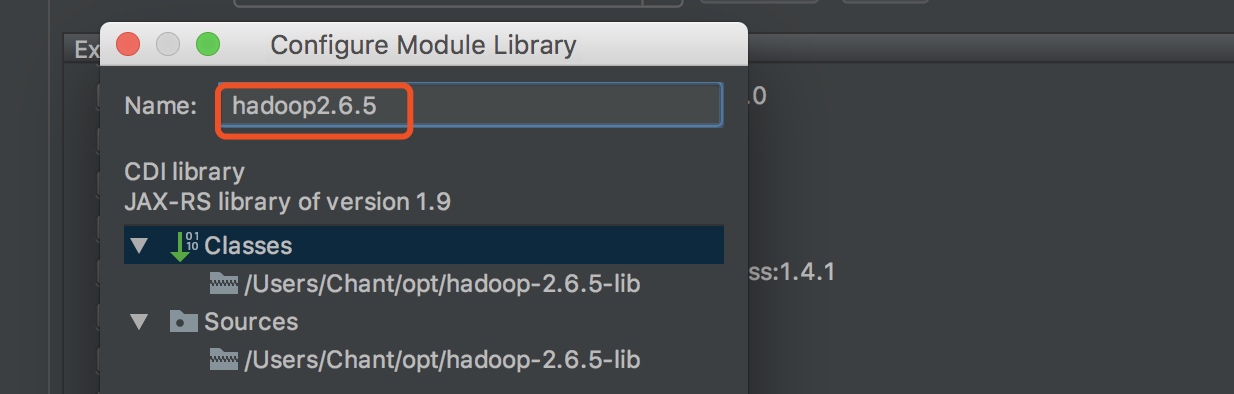 Ex
Configure Module Library
Name: hadoop2.6.5
.0
CDI library
JAX-RS library of version 1.9
Classes
/Users/Chant/opt/hadoop-2.6.5-lib
ss:1.4.1
Sources
/Users/Chant/opt/hadoop-2.6.5-lib